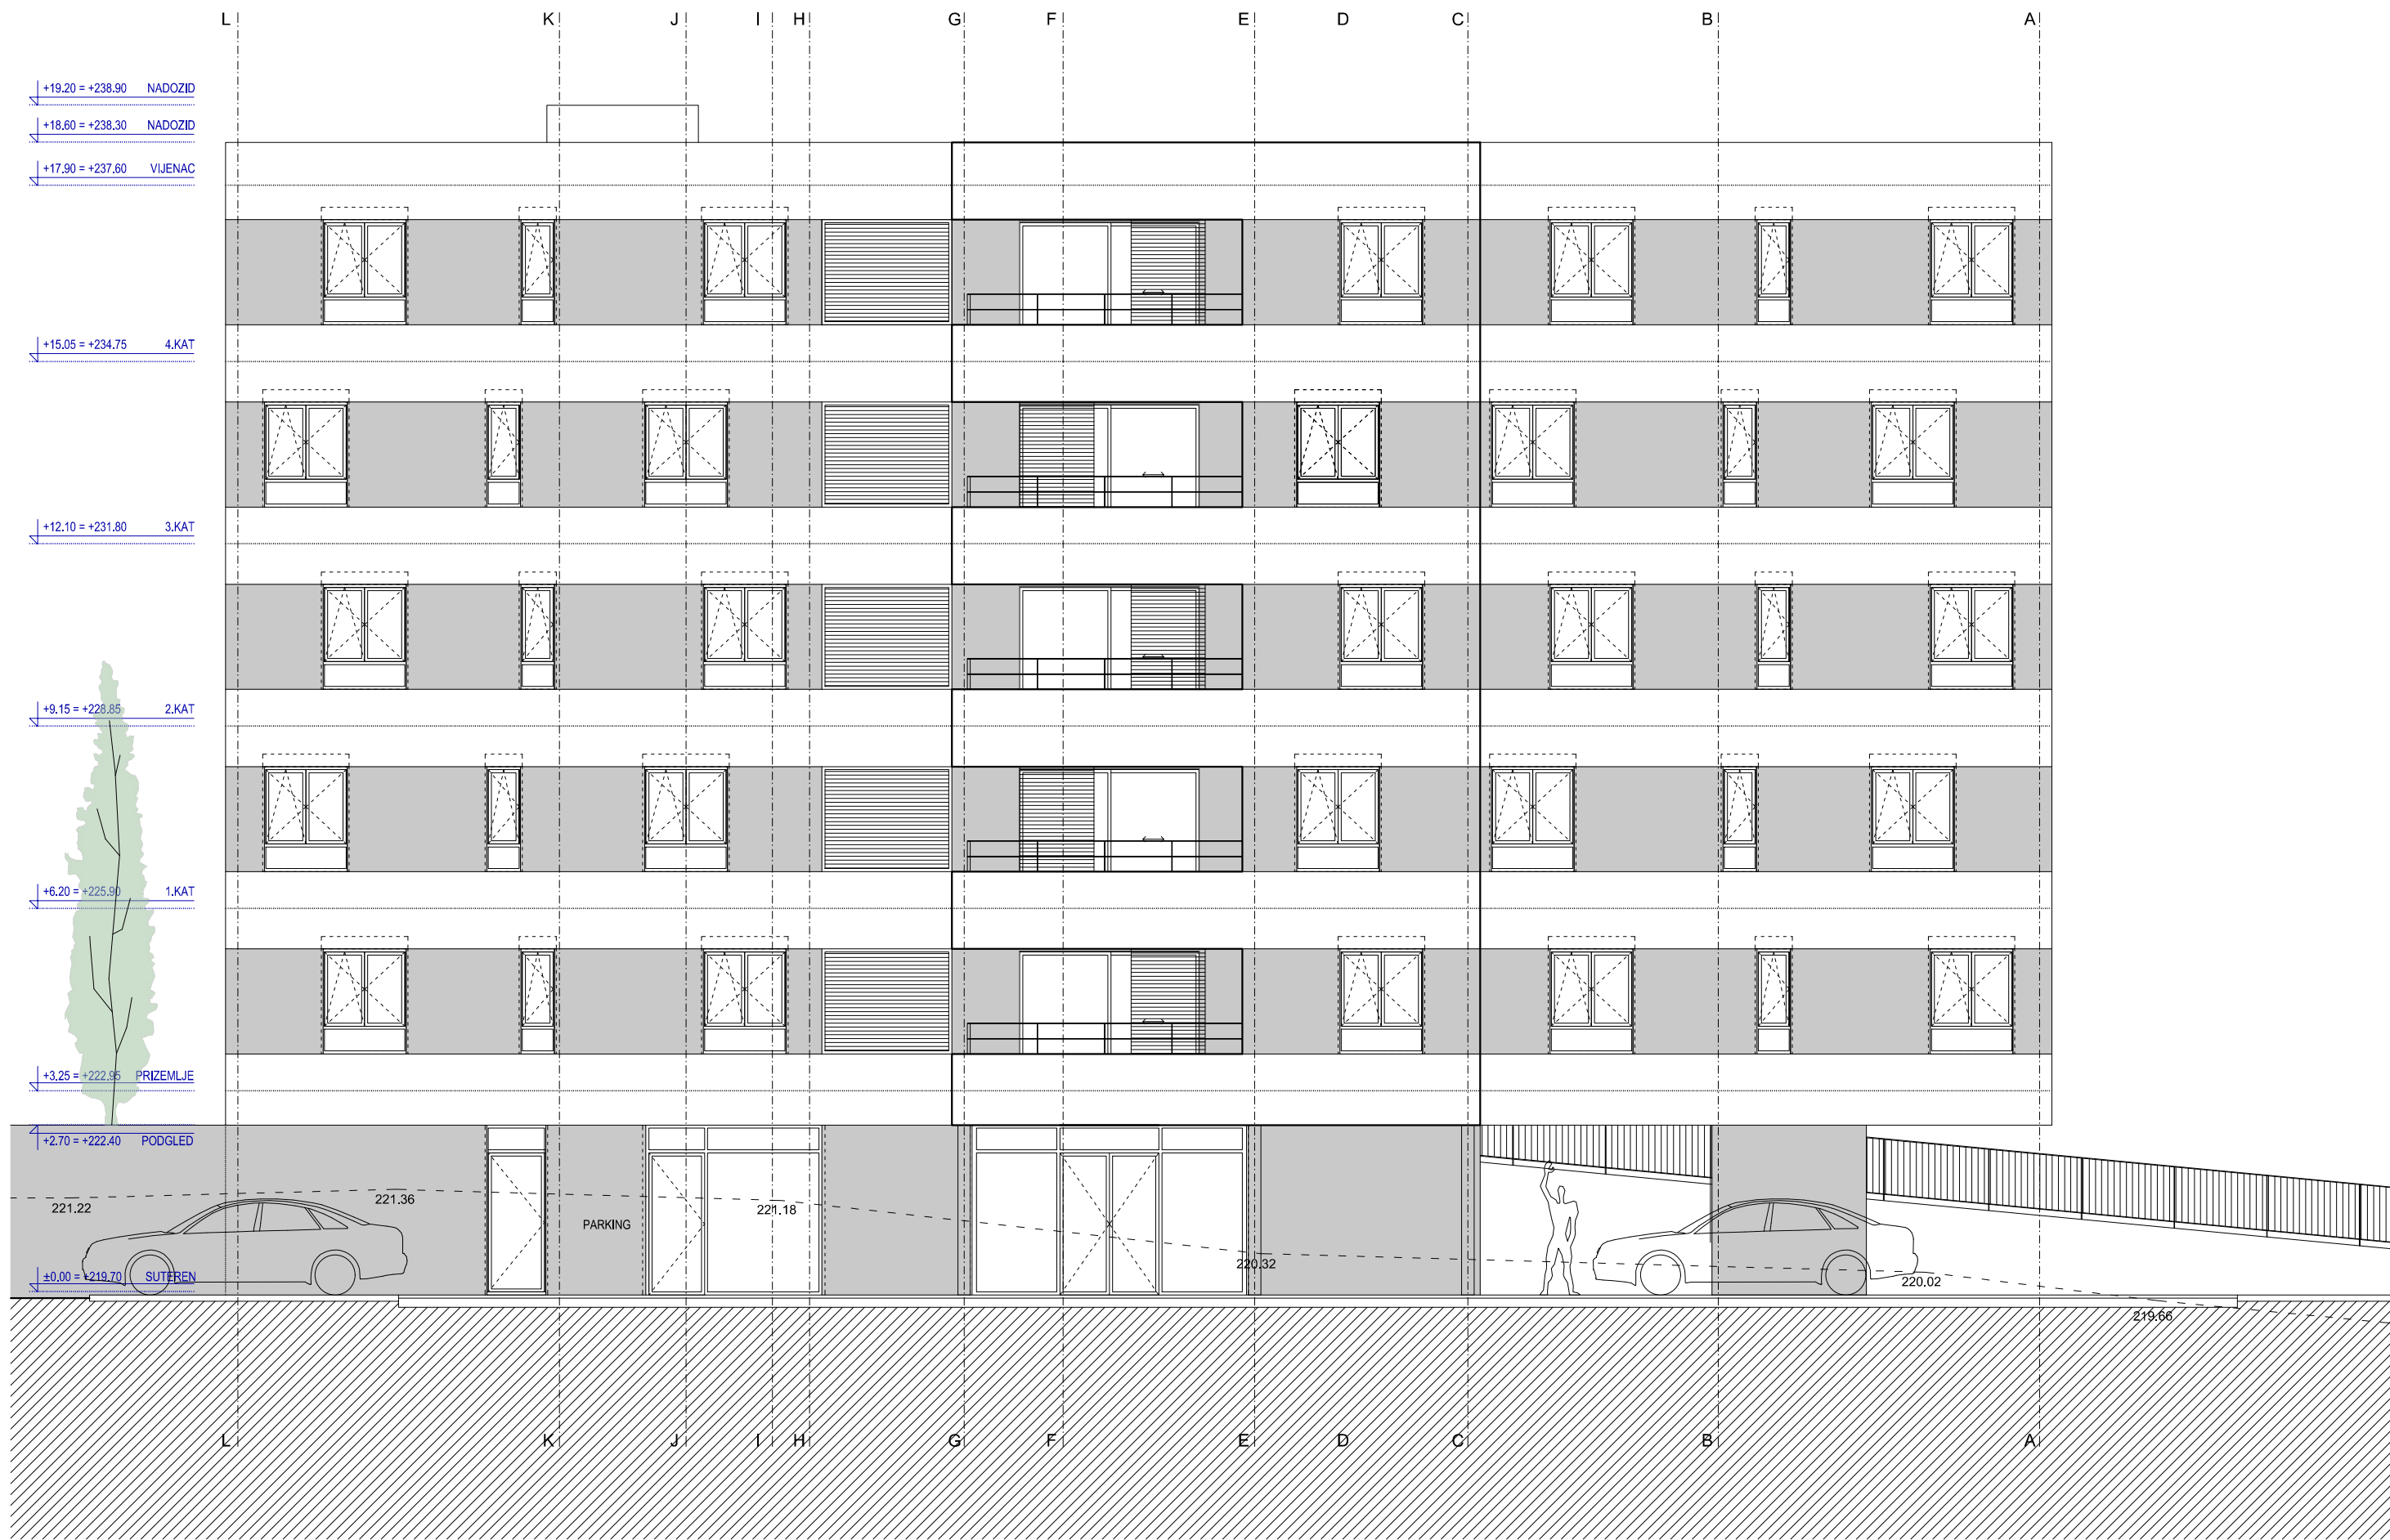 L K J I H G F E D C B A
+19.20 = +238.90 NADOZID
+18.60 = +238.30 NADOZID
+17.90 = +237.60 VIJENAC
+15.05 = +234.75 4.KAT
+12.10 = +231.80 3.KAT
+9.15 = +228.85 2.KAT
+6.20 = +225.90 1.KAT
+3.25 = +222.95 PRIZEMLJE
+2.70 = +222.40 PODGLED
221.22
221.36
221.18
PARKING
220.32
±0.00 = +219.70 SUTEREN
220.02
219.66
L K J I H G F E D C B A